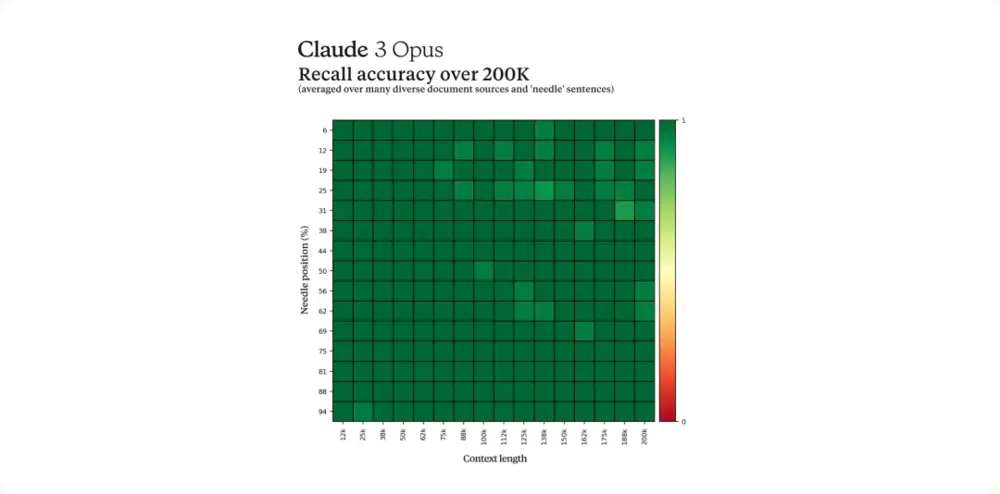 Claude 3 Opus
Recall accuracy over 200K
(averaged over many diverse document sources and 'needle' sentences)
Needle position (%)
6
12
19
25
31
38
44
50
56
62
69
75
81
88
94
1
0
12k 25k 38k 50k 62k 75k 88k 100k 112k 125k 138k 150k 162k 175k 188k 200k
Context length